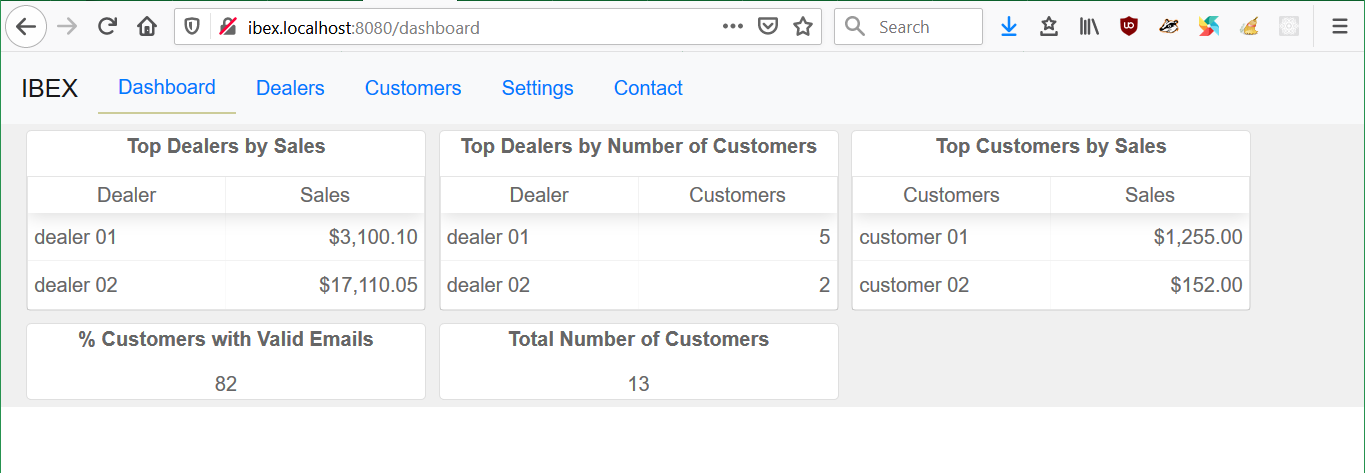 ibex.localhost:8080/dashboard
Search
IBEX
Dashboard Dealers Customers Settings Contact
Top Dealers by Sales
Dealer Sales
dealer 01 $3,100.10
dealer 02 $17,110.05
Top Dealers by Number of Customers
Dealer Customers
dealer 01 5
dealer 02 2
Top Customers by Sales
Customers Sales
customer 01 $1,255.00
customer 02 $152.00
% Customers with Valid Emails
82
Total Number of Customers
13